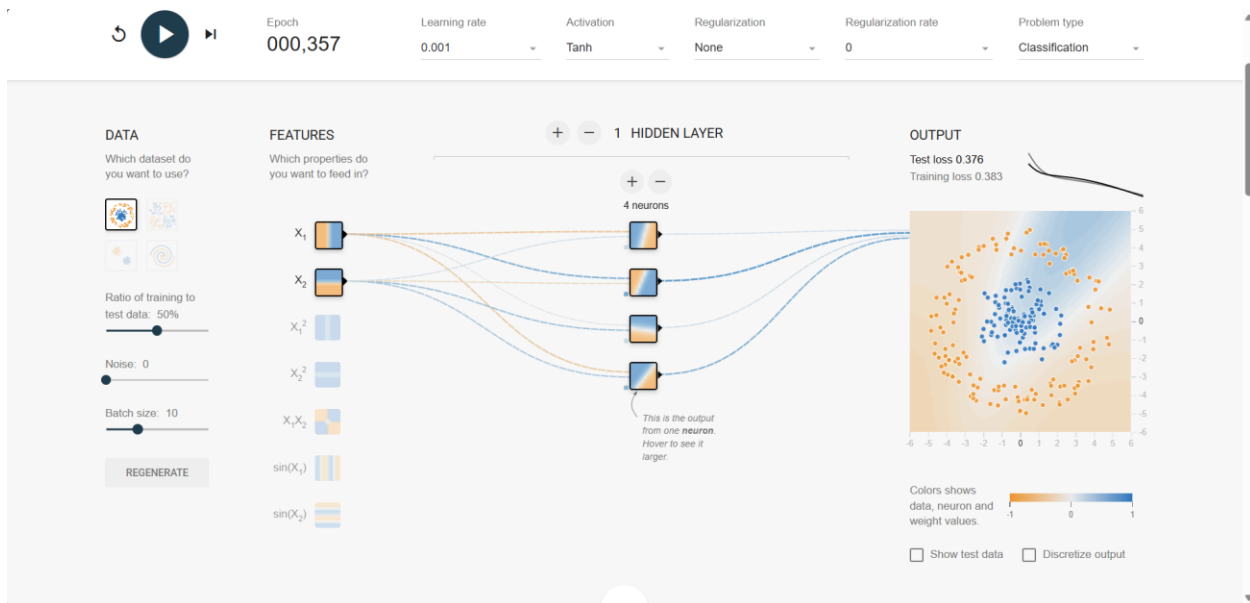 Epoch
000,357
Learning rate
0.001
Activation
Tanh
Regularization
None
Regularization rate
0
Problem type
Classification
DATA
Which dataset do
you want to use?
Ratio of training to
test data: 50%
Noise: 0
Batch size: 10
REGENERATE
FEATURES
Which properties do
you want to feed in?
X₁
X₂
X₁²
X₂²
X₁X₂
sin(X₁)
sin(X₂)
+ − 1 HIDDEN LAYER
+ −
4 neurons
This is the output
from one neuron.
Hover to see it
larger.
OUTPUT
Test loss 0.376
Training loss 0.383
6
5
4
3
2
1
0
-1
-2
-3
-4
-5
-6
-6 -5 -4 -3 -2 -1 0 1 2 3 4 5 6
Colors shows
data, neuron and
weight values.
-1 0 1
Show test data
Discretize output